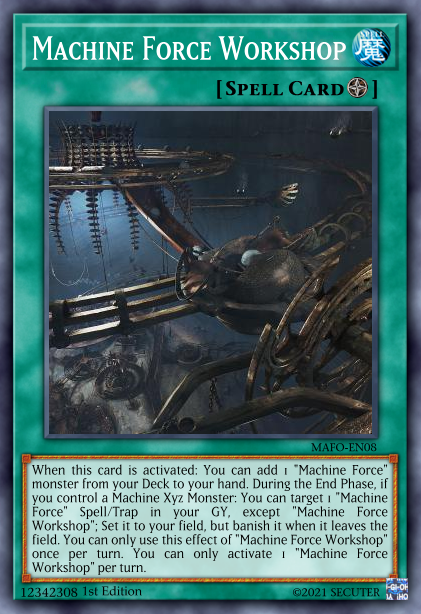 MACHINE FORCE WORKSHOP 魔
[SPELL CARD]
MAFO-EN08
When this card is activated: You can add 1 "Machine Force"
monster from your Deck to your hand. During the End Phase, if
you control a Machine Xyz Monster: You can target 1 "Machine
Force" Spell/Trap in your GY, except "Machine Force
Workshop"; Set it to your field, but banish it when it leaves the
field. You can only use this effect of "Machine Force Workshop"
once per turn. You can only activate 1 "Machine Force
Workshop" per turn.
12342308 1st Edition ©2021 SECUTER